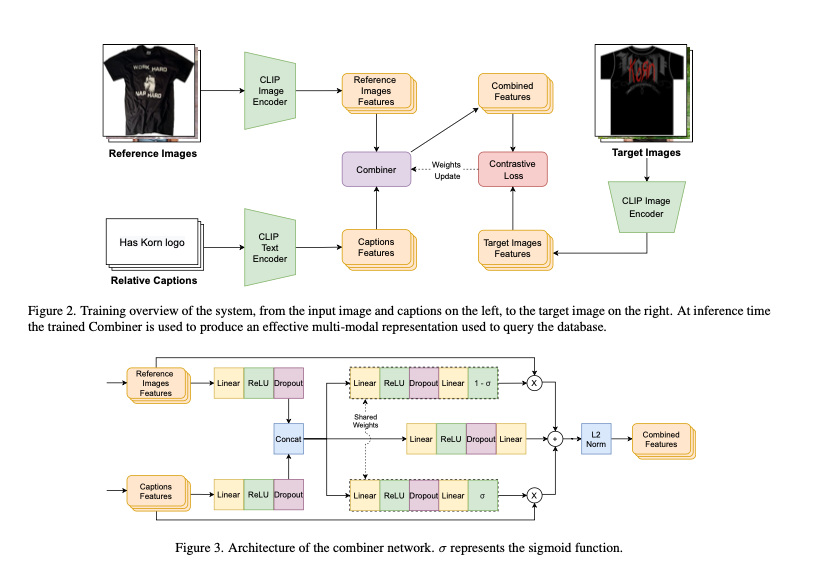 WORK HARD
NAP HARD
Reference Images
CLIP
Image
Encoder
Reference
Images
Features
Combined
Features
Korn
Target Images
Combiner
Weights
Update
Contrastive
Loss
CLIP Image
Encoder
Has Korn logo
Relative Captions
CLIP
Text
Encoder
Captions
Features
Target Images
Features
Figure 2. Training overview of the system, from the input image and captions on the left, to the target image on the right. At inference time
the trained Combiner is used to produce an effective multi-modal representation used to query the database.
Reference
Images
Features
Linear ReLU Dropout
Linear ReLU Dropout Linear 1 - σ
X
Shared
Weights
Concat
Linear ReLU Dropout Linear
+
L2
Norm
Combined
Features
Captions
Features
Linear ReLU Dropout
Linear ReLU Dropout Linear σ
X
Figure 3. Architecture of the combiner network. σ represents the sigmoid function.